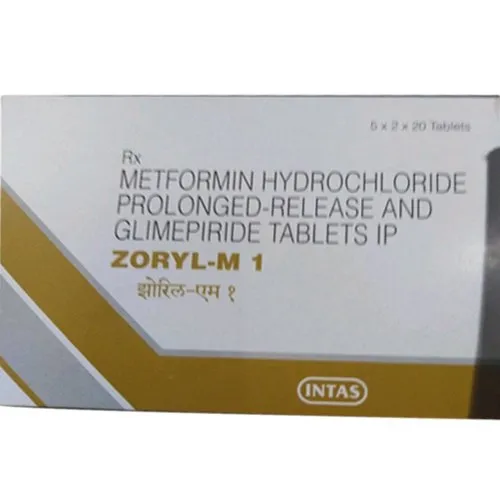 5 x 2 x 20 Tablets
Rx
METFORMIN HYDROCHLORIDE
PROLONGED-RELEASE AND
GLIMEPIRIDE TABLETS IP
ZORYL-M 1
झोरिल-एम १
INTAS